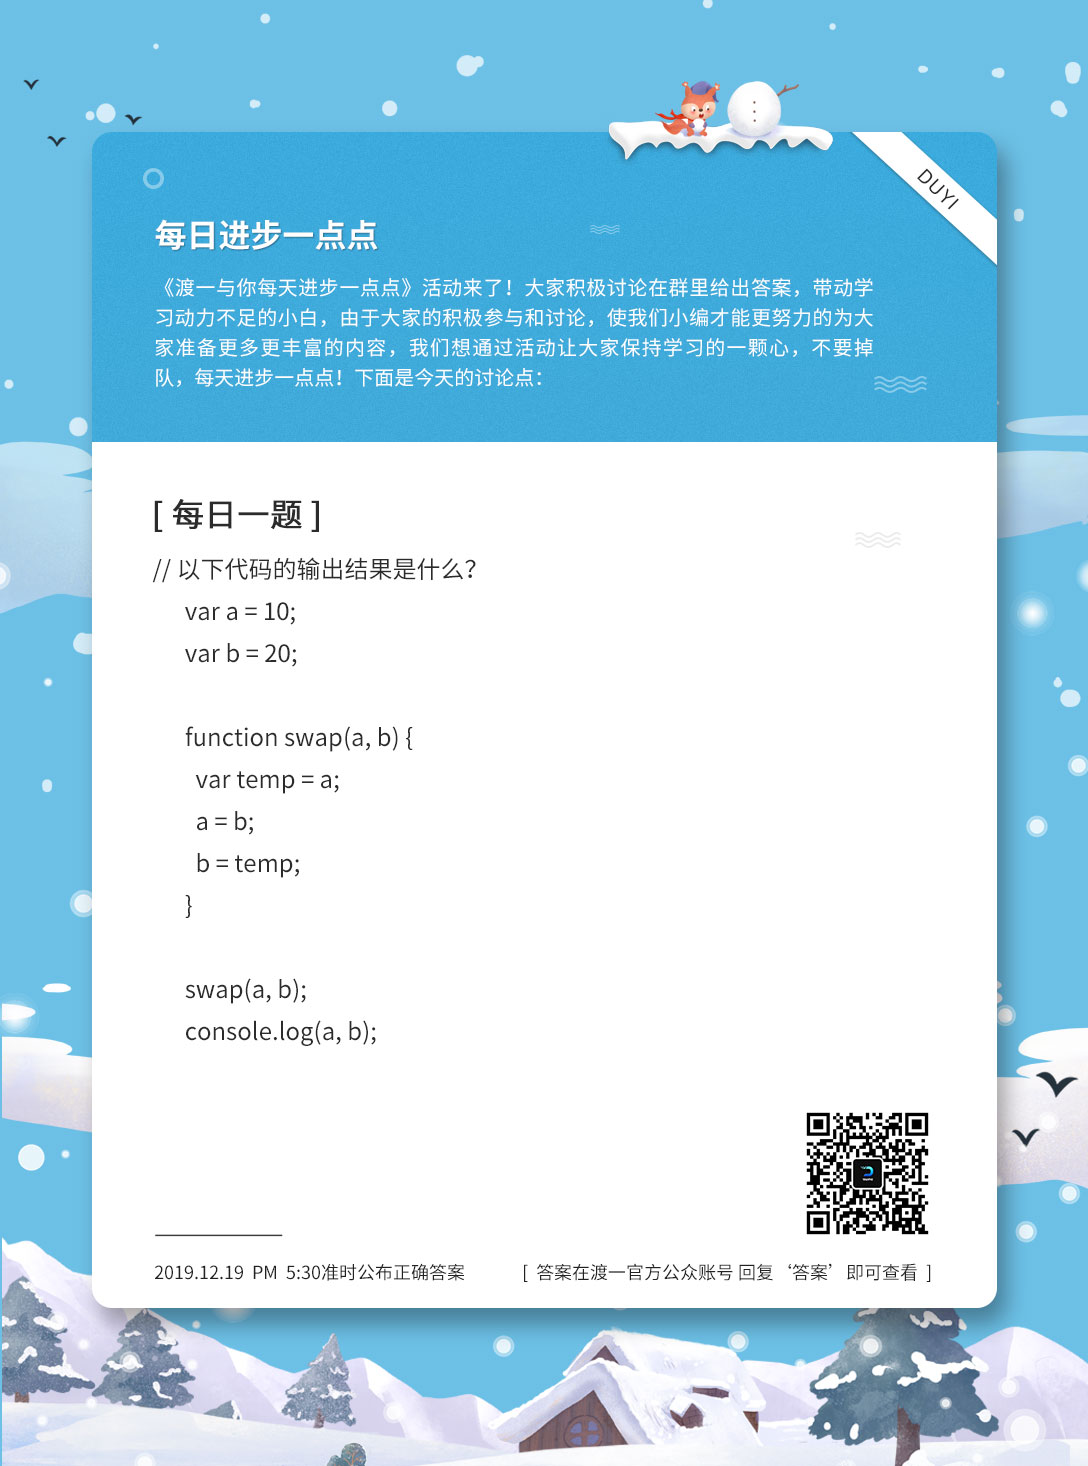 DUYI
每日进步一点点
《渡一与你每天进步一点点》活动来了！大家积极讨论在群里给出答案，带动学
习动力不足的小白，由于大家的积极参与和讨论，使我们小编才能更努力的为大
家准备更多更丰富的内容，我们想通过活动让大家保持学习的一颗心，不要掉
队，每天进步一点点！下面是今天的讨论点：
[ 每日一题 ]
// 以下代码的输出结果是什么？
var a = 10;
var b = 20;
function swap(a, b) {
var temp = a;
a = b;
b = temp;
}
swap(a, b);
console.log(a, b);
2019.12.19 PM 5:30准时公布正确答案
[ 答案在渡一官方公众账号 回复‘答案’即可查看 ]